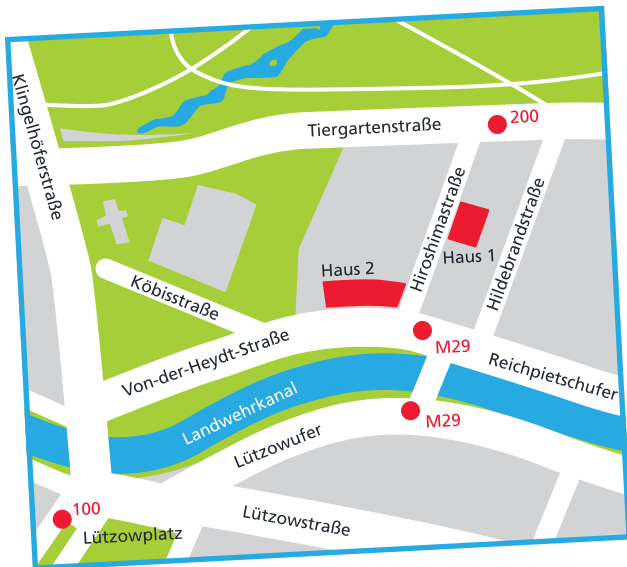 Klingelhöferstraße
Tiergartenstraße
200
Hiroshimastraße
Hildebrandstraße
Haus 1
Haus 2
Köbisstraße
Von-der-Heydt-Straße
M29
Reichpietschufer
Landwehrkanal
M29
Lützowufer
100
Lützowplatz
Lützowstraße